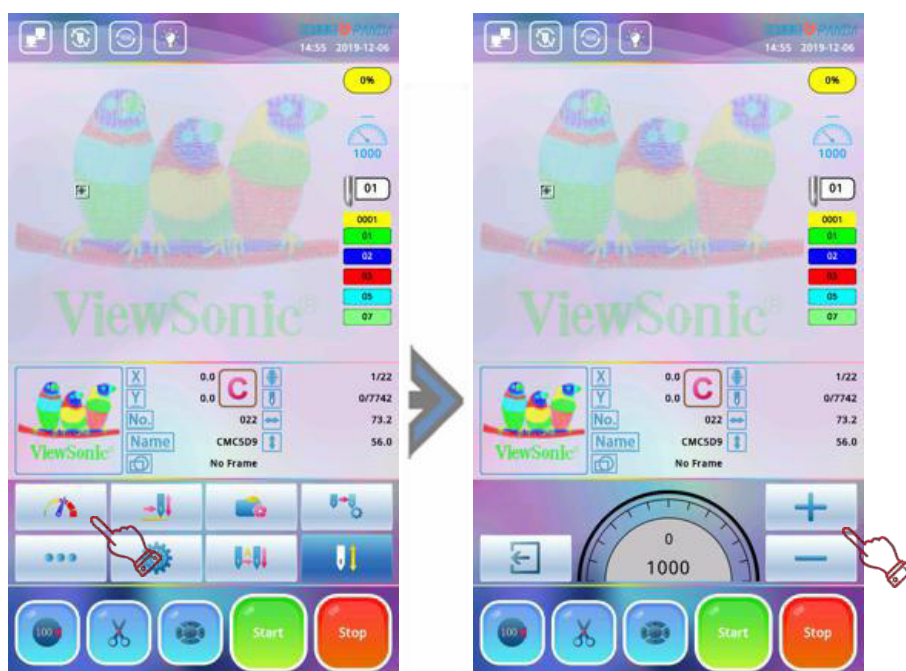 14:55 2019-12-06
0%
1000
01
0001
01
02
03
05
07
ViewSonic®
X 0.0 C 1/22
Y 0.0 0/7742
No. 022 73.2
Name CMC5D9 56.0
No Frame
ViewSonic
100
Start
Stop
14:55 2019-12-06
0%
1000
01
0001
01
02
03
05
07
ViewSonic®
X 0.0 C 1/22
Y 0.0 0/7742
No. 022 73.2
Name CMC5D9 56.0
No Frame
ViewSonic
0
1000
100
Start
Stop